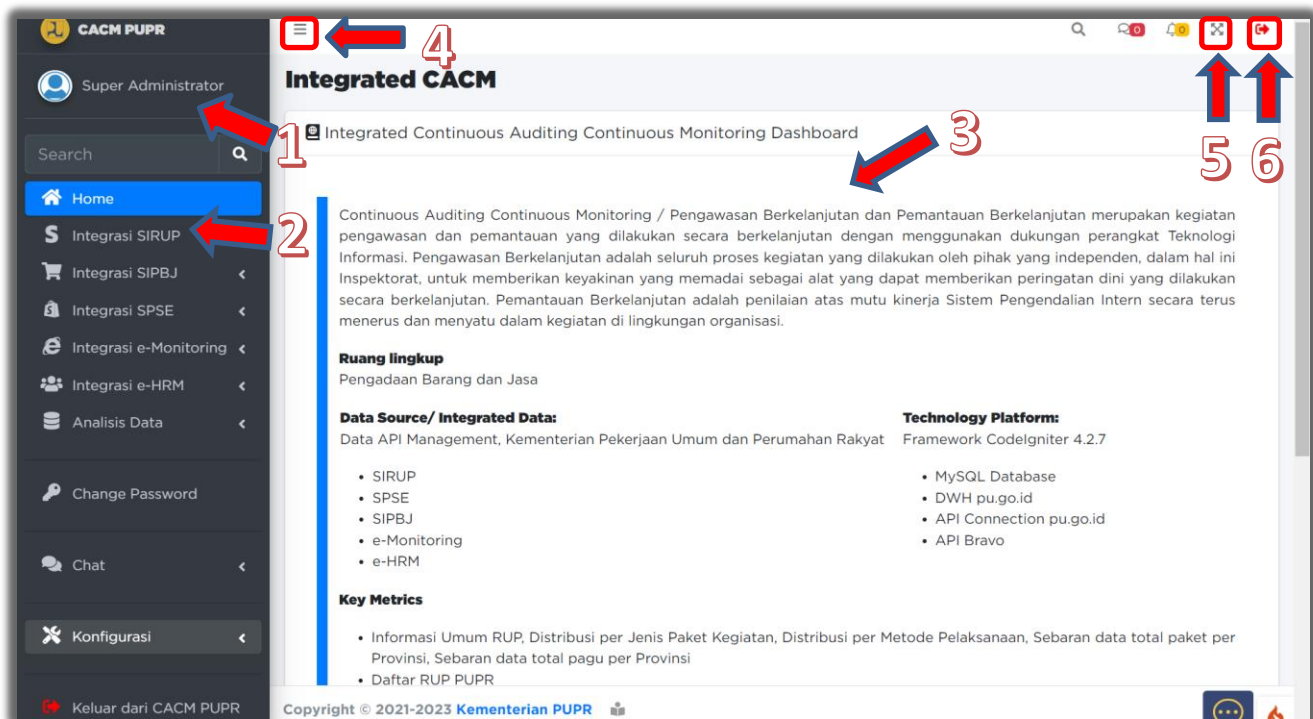 CACM PUPR
Super Administrator
Search
Home
Integrasi SIRUP
Integrasi SIPBJ
Integrasi SPSE
Integrasi e-Monitoring
Integrasi e-HRM
Analisis Data
Change Password
Chat
Konfigurasi
Keluar dari CACM PUPR
1
2
4
0
0
5
6
Integrated CACM
Integrated Continuous Auditing Continuous Monitoring Dashboard
3
Continuous Auditing Continuous Monitoring / Pengawasan Berkelanjutan dan Pemantauan Berkelanjutan merupakan kegiatan
pengawasan dan pemantauan yang dilakukan secara berkelanjutan dengan menggunakan dukungan perangkat Teknologi
Informasi. Pengawasan Berkelanjutan adalah seluruh proses kegiatan yang dilakukan oleh pihak yang independen, dalam hal ini
Inspektorat, untuk memberikan keyakinan yang memadai sebagai alat yang dapat memberikan peringatan dini yang dilakukan
secara berkelanjutan. Pemantauan Berkelanjutan adalah penilaian atas mutu kinerja Sistem Pengendalian Intern secara terus
menerus dan menyatu dalam kegiatan di lingkungan organisasi.
Ruang lingkup
Pengadaan Barang dan Jasa
Data Source/ Integrated Data:
Data API Management, Kementerian Pekerjaan Umum dan Perumahan Rakyat
• SIRUP
• SPSE
• SIPBJ
• e-Monitoring
• e-HRM
Technology Platform:
Framework CodeIgniter 4.2.7
• MySQL Database
• DWH pu.go.id
• API Connection pu.go.id
• API Bravo
Key Metrics
• Informasi Umum RUP, Distribusi per Jenis Paket Kegiatan, Distribusi per Metode Pelaksanaan, Sebaran data total paket per
Provinsi, Sebaran data total pagu per Provinsi
• Daftar RUP PUPR
Copyright © 2021-2023 Kementerian PUPR